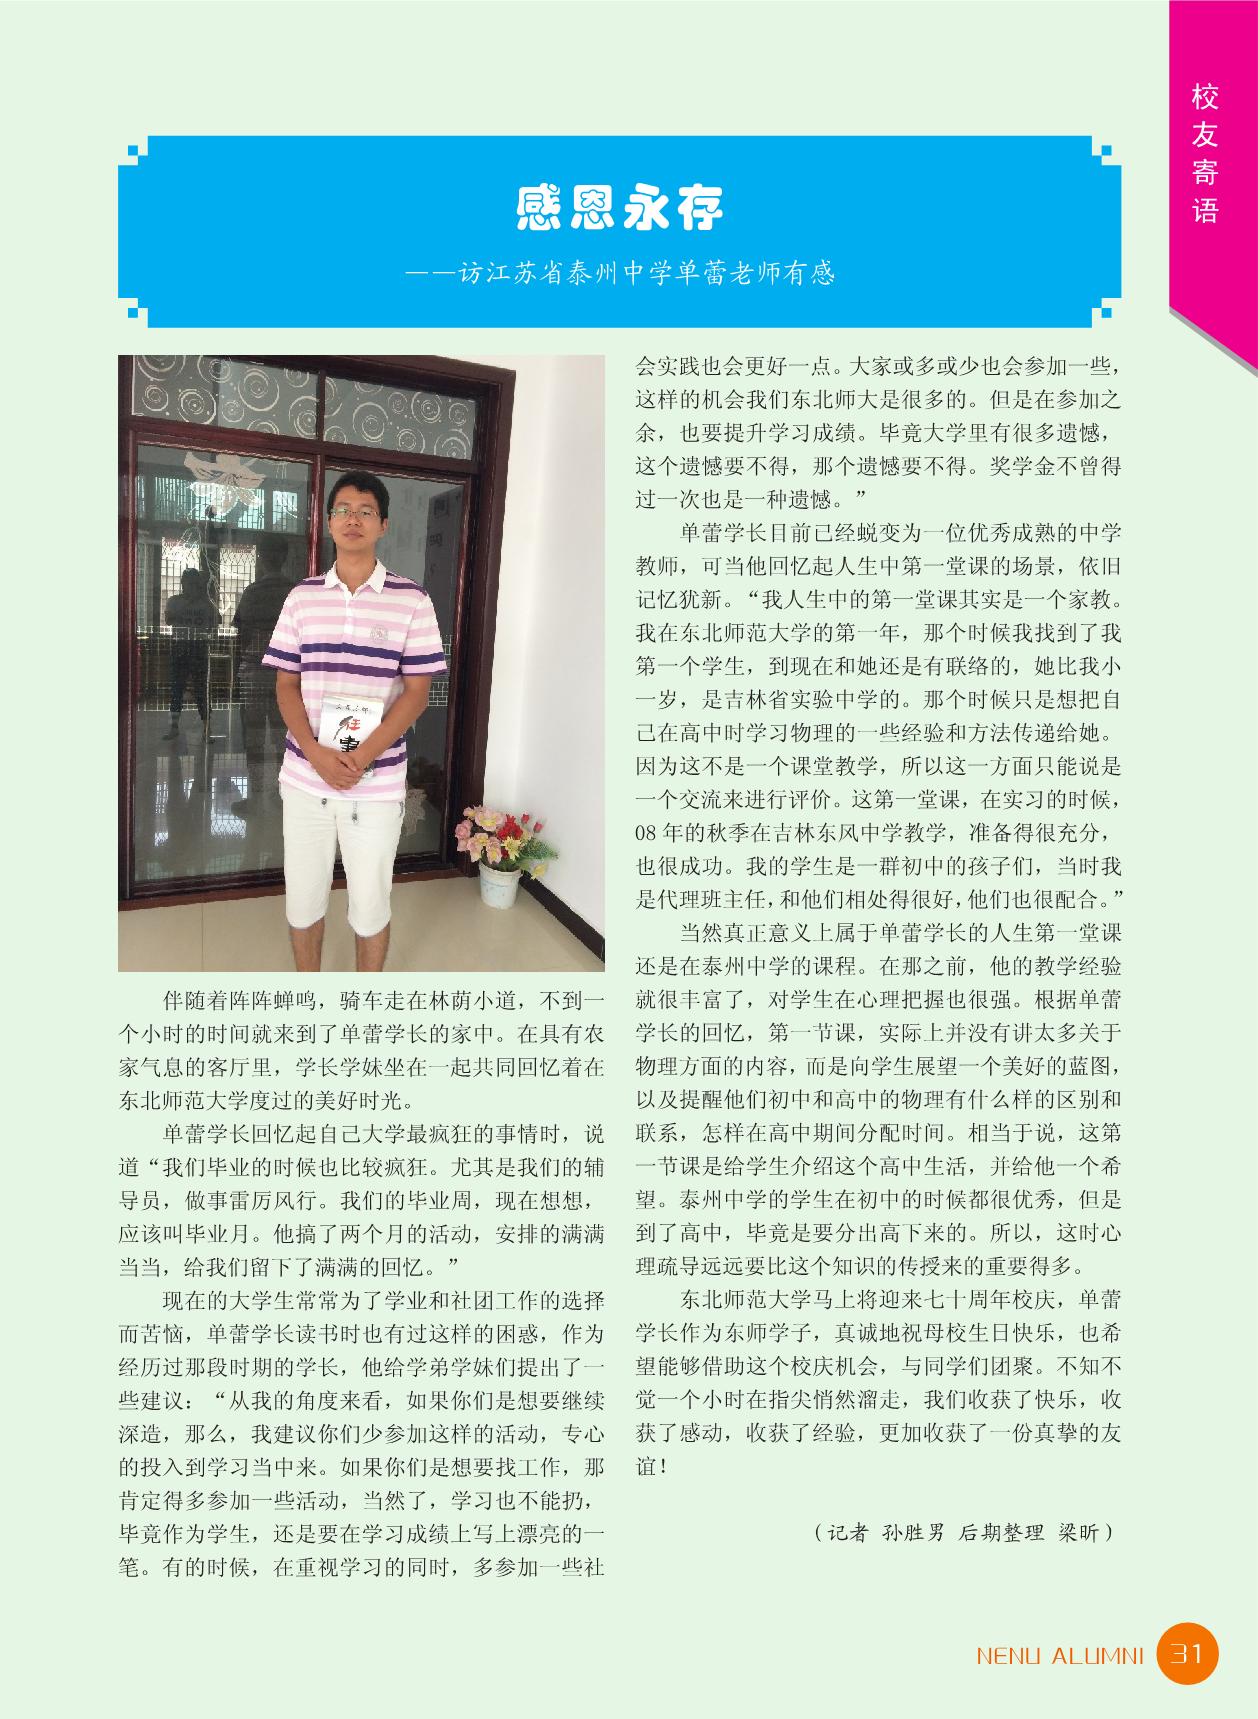 校友寄语
感恩永存
——访江苏省泰州中学单蕾老师有感
伴随着阵阵蝉鸣，骑车走在林荫小道，不到一
个小时的时间就来到了单蕾学长的家中。在具有农
家气息的客厅里，学长学妹坐在一起共同回忆着在
东北师范大学度过的美好时光。
单蕾学长回忆起自己大学最疯狂的事情时，说
道“我们毕业的时候也比较疯狂。尤其是我们的辅
导员，做事雷厉风行。我们的毕业周，现在想想，
应该叫毕业月。他搞了两个月的活动，安排的满满
当当，给我们留下了满满的回忆。”
现在的大学生常常为了学业和社团工作的选择
而苦恼，单蕾学长读书时也有过这样的困惑，作为
经历过那段时期的学长，他给学弟学妹们提出了一
些建议：“从我的角度来看，如果你们是想要继续
深造，那么，我建议你们少参加这样的活动，专心
的投入到学习当中来。如果你们是想要找工作，那
肯定得多参加一些活动，当然了，学习也不能扔，
毕竟作为学生，还是要在学习成绩上写上漂亮的一
笔。有的时候，在重视学习的同时，多参加一些社
会实践也会更好一点。大家或多或少也会参加一些，
这样的机会我们东北师大是很多的。但是在参加之
余，也要提升学习成绩。毕竟大学里有很多遗憾，
这个遗憾要不得，那个遗憾要不得。奖学金不曾得
过一次也是一种遗憾。”
单蕾学长目前已经蜕变为一位优秀成熟的中学
教师，可当他回忆起人生中第一堂课的场景，依旧
记忆犹新。“我人生中的第一堂课其实是一个家教。
我在东北师范大学的第一年，那个时候我找到了我
第一个学生，到现在和她还是有联络的，她比我小
一岁，是吉林省实验中学的。那个时候只是想把自
己在高中时学习物理的一些经验和方法传递给她。
因为这不是一个课堂教学，所以这一方面只能说是
一个交流来进行评价。这第一堂课，在实习的时候，
08 年的秋季在吉林东风中学教学，准备得很充分，
也很成功。我的学生是一群初中的孩子们，当时我
是代理班主任，和他们相处得很好，他们也很配合。”
当然真正意义上属于单蕾学长的人生第一堂课
还是在泰州中学的课程。在那之前，他的教学经验
就很丰富了，对学生在心理把握也很强。根据单蕾
学长的回忆，第一节课，实际上并没有讲太多关于
物理方面的内容，而是向学生展望一个美好的蓝图，
以及提醒他们初中和高中的物理有什么样的区别和
联系，怎样在高中期间分配时间。相当于说，这第
一节课是给学生介绍这个高中生活，并给他一个希
望。泰州中学的学生在初中的时候都很优秀，但是
到了高中，毕竟是要分出高下来的。所以，这时心
理疏导远远要比这个知识的传授来的重要得多。
东北师范大学马上将迎来七十周年校庆，单蕾
学长作为东师学子，真诚地祝母校生日快乐，也希
望能够借助这个校庆机会，与同学们团聚。不知不
觉一个小时在指尖悄然溜走，我们收获了快乐，收
获了感动，收获了经验，更加收获了一份真挚的友
谊！
（记者 孙胜男 后期整理 梁昕）
NENU ALUMNI 31